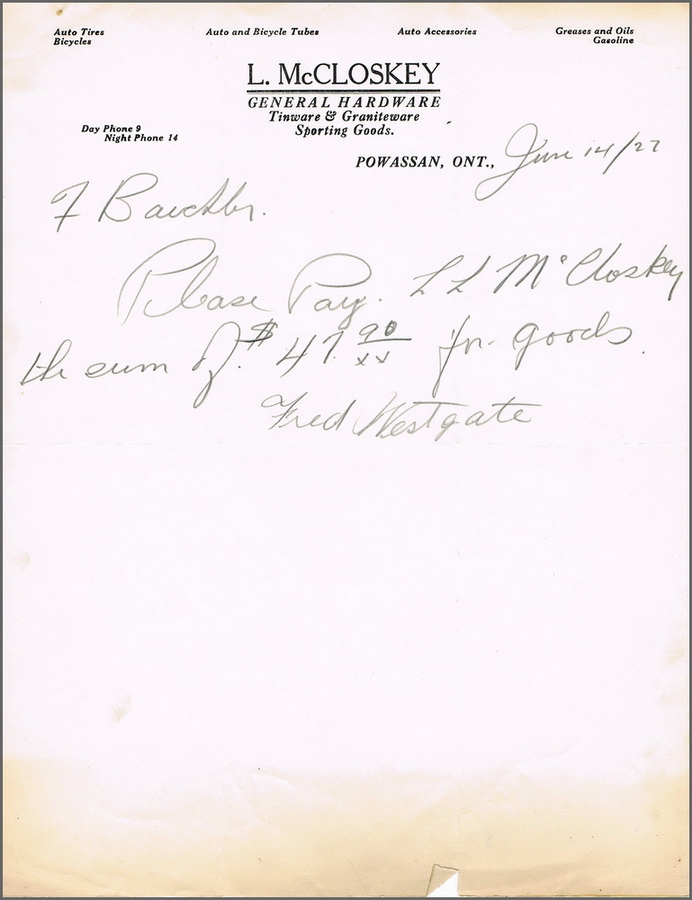 Auto Tires Auto and Bicycle Tubes Auto Accessories Greases and Oils
Bicycles Gasoline
L. McCLOSKEY
GENERAL HARDWARE
Tinware & Graniteware
Sporting Goods.
Day Phone 9
Night Phone 14
POWASSAN, ONT., June 14/27
F Baechler.
Please Pay. L L McCloskey
the sum of. $47 90/xx for goods.
Fred Westgate